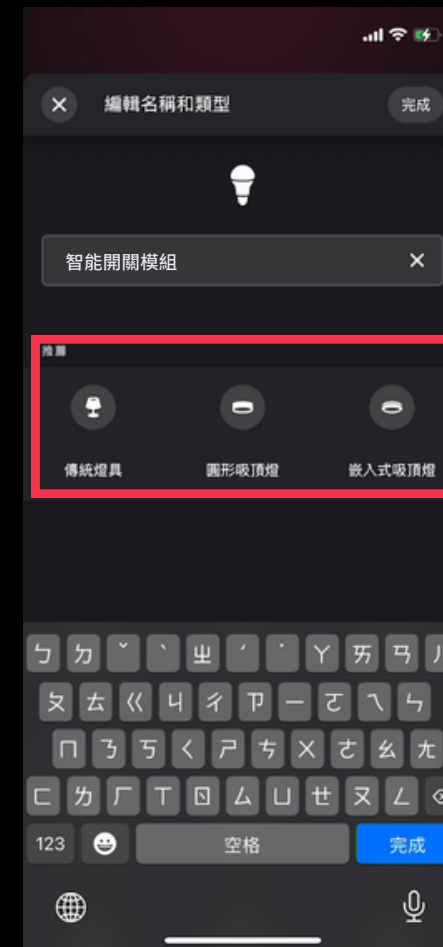 編輯名稱和類型
完成
智能開關模組
推薦
傳統燈具
圓形吸頂燈
嵌入式吸頂燈
ㄅ ㄉ ˇ ˋ ㄓ ˊ ˙ ㄚ ㄞ ㄢ ㄦ
ㄆ ㄊ ㄍ ㄐ ㄔ ㄗ ㄧ ㄛ ㄟ ㄣ
ㄇ ㄋ ㄎ ㄑ ㄕ ㄘ ㄨ ㄜ ㄠ ㄤ
ㄈ ㄌ ㄏ ㄒ ㄖ ㄙ ㄩ ㄝ ㄡ ㄥ
123 空格 完成